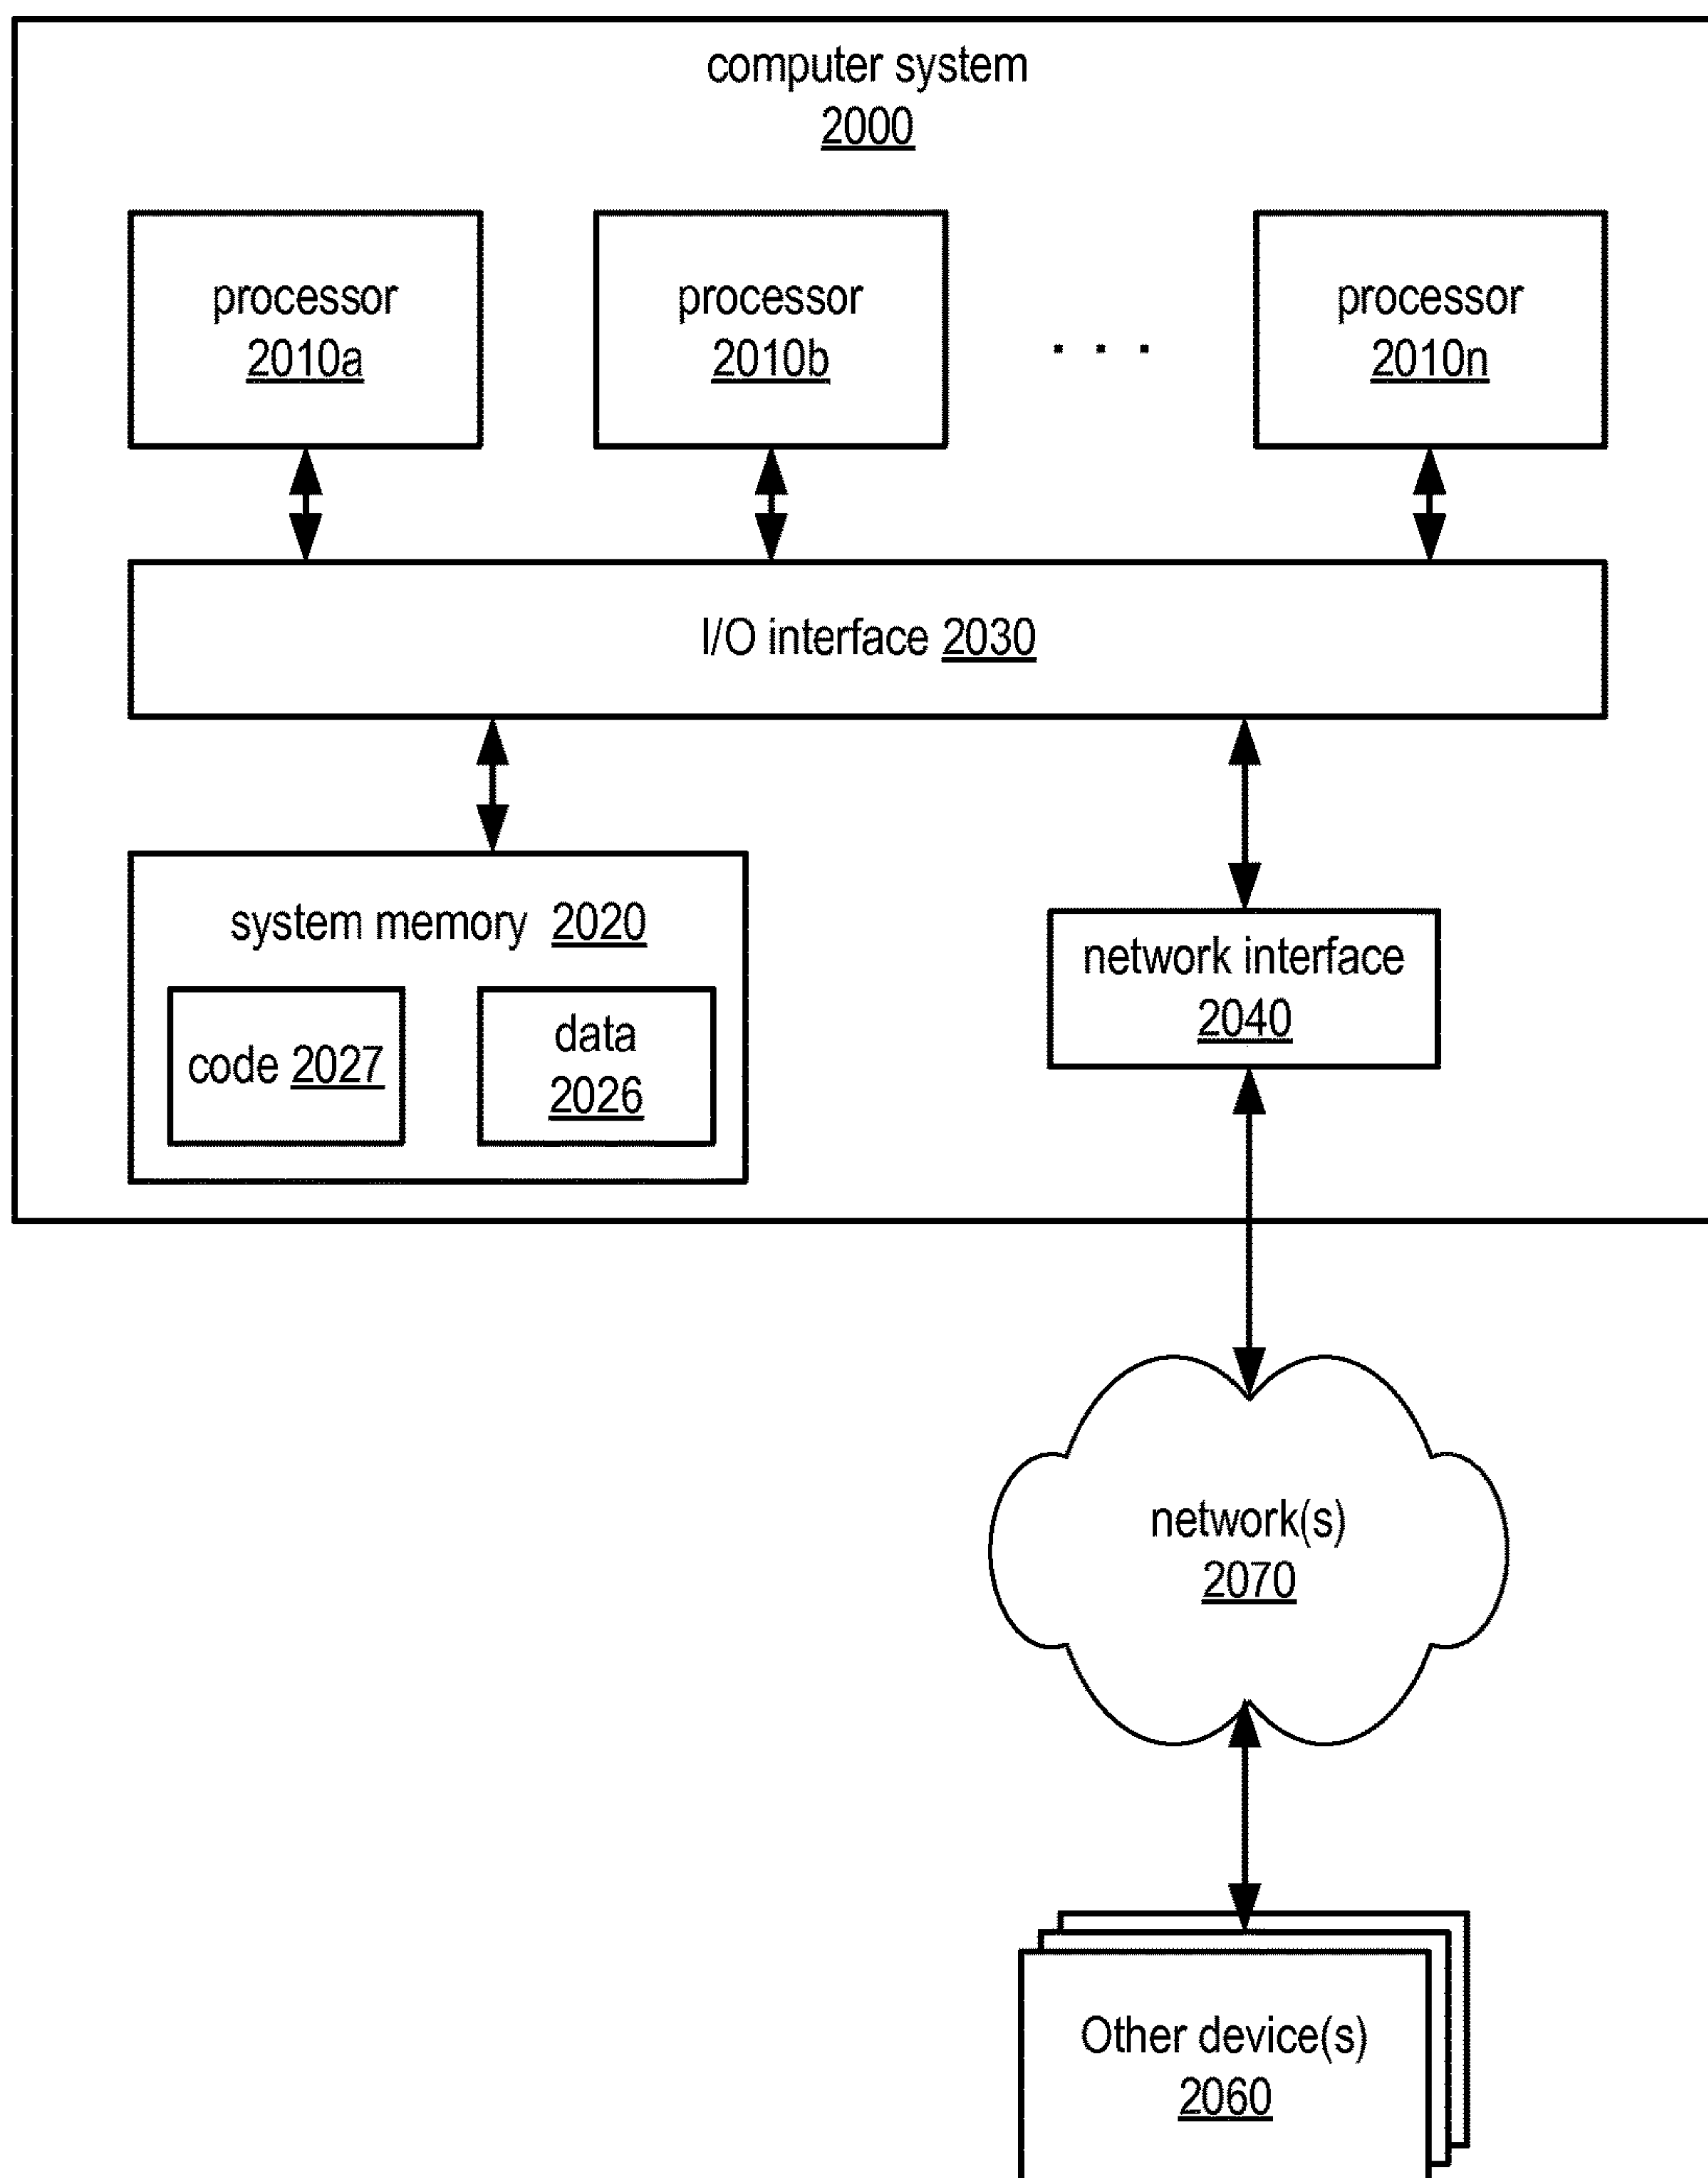 computer system
2000
processor
2010a
processor
2010b
. . .
processor
2010n
I/O interface 2030
system memory 2020
code 2027
data
2026
network interface
2040
network(s)
2070
Other device(s)
2060